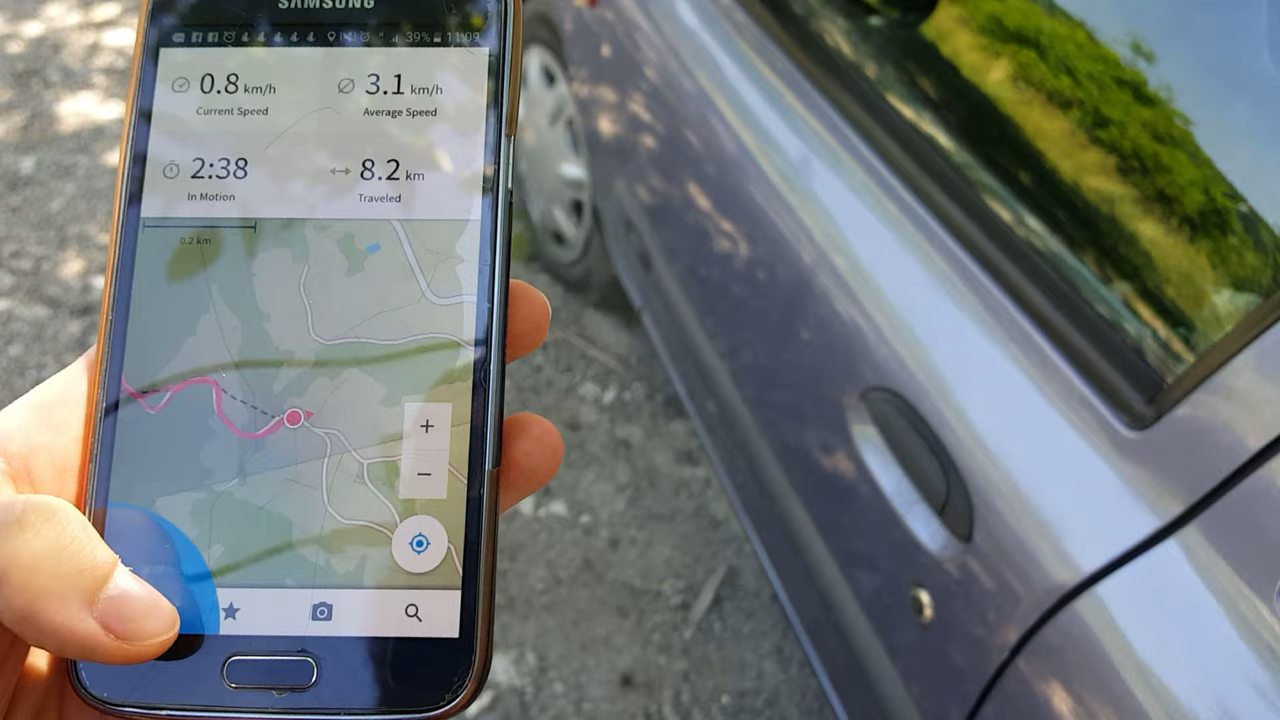 SAMSUNG
39% 11:09
0.8 km/h
Current Speed
3.1 km/h
Average Speed
2:38
In Motion
8.2 km
Traveled
0.2 km